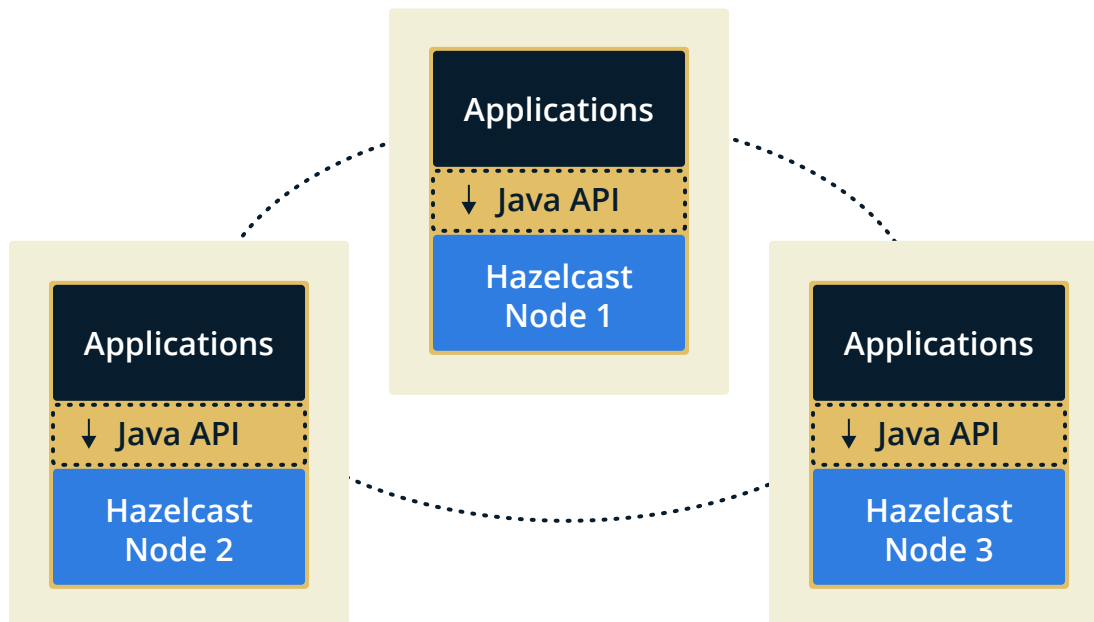 Applications
Java API
Hazelcast
Node 1
Applications
Java API
Hazelcast
Node 2
Applications
Java API
Hazelcast
Node 3